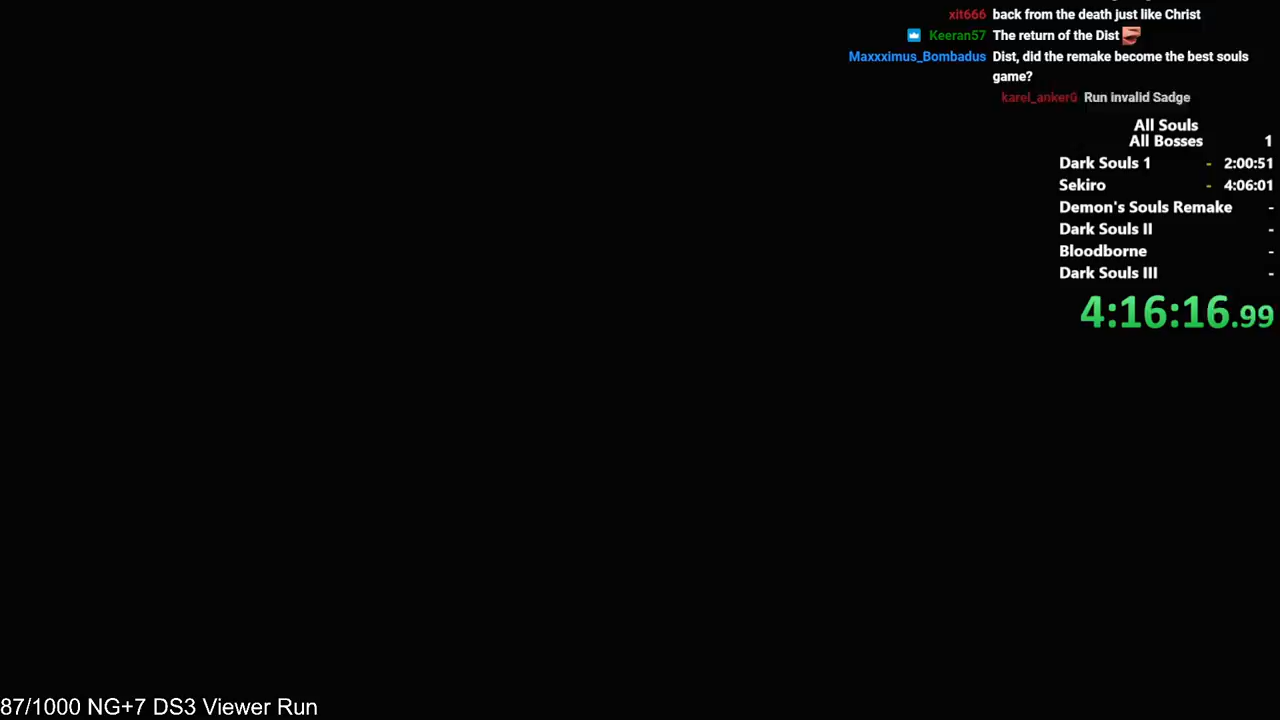 xit666 back from the death just like Christ
Keeran57 The return of the Dist
Maxxximus_Bombadus Dist, did the remake become the best souls
game?
karel_anker0 Run invalid Sadge
All Souls
All Bosses 1
Dark Souls 1 - 2:00:51
Sekiro - 4:06:01
Demon's Souls Remake -
Dark Souls II -
Bloodborne -
Dark Souls III -
4:16:16.99
87/1000 NG+7 DS3 Viewer Run